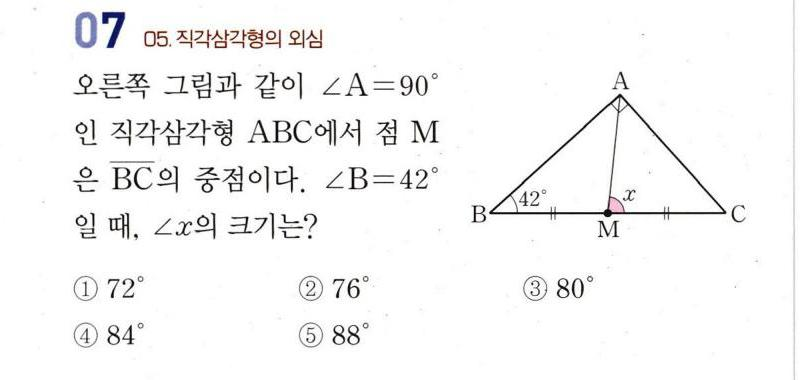 07 05. 직각삼각형의 외심
오른쪽 그림과 같이 ∠A=90°
인 직각삼각형 ABC에서 점 M
은 B̅C̅의 중점이다. ∠B=42°
일 때, ∠x의 크기는?
A
42°
x
B
M
C
① 72° ② 76° ③ 80°
④ 84° ⑤ 88°